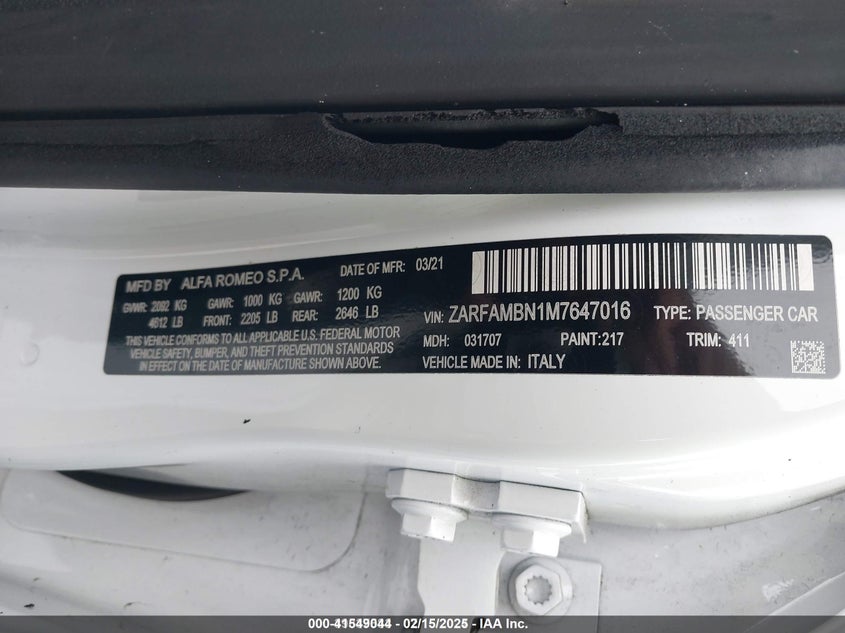 MFD BY ALFA ROMEO S.P.A. DATE OF MFR: 03/21
GVWR: 2092 KG GAWR: 1000 KG GAWR: 1200 KG
4612 LB FRONT: 2205 LB REAR: 2646 LB
THIS VEHICLE CONFORMS TO ALL APPLICABLE U.S. FEDERAL MOTOR
VEHICLE SAFETY, BUMPER, AND THEFT PREVENTION STANDARDS
IN EFFECT ON THE DATE OF MANUFACTURE SHOWN ABOVE.
VIN: ZARFAMBN1M7647016 TYPE: PASSENGER CAR
MDH: 031707 PAINT:217 TRIM: 411
VEHICLE MADE IN: ITALY
000-41549044 - 02/15/2025 - IAA Inc.